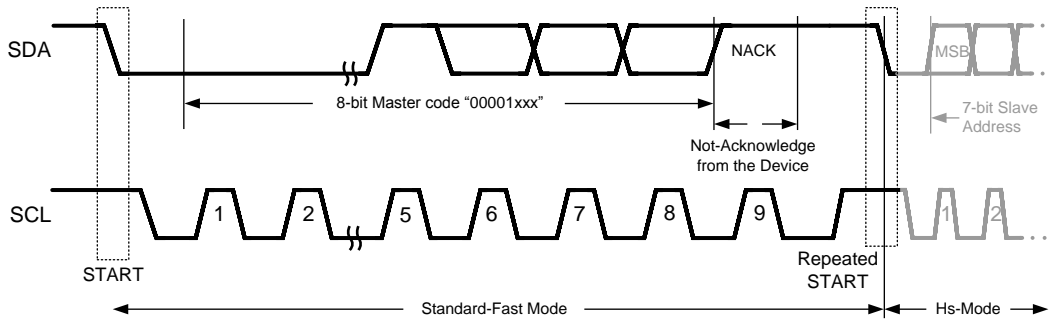 SDA
NACK
MSB
8-bit Master code “00001xxx”
7-bit Slave
Address
Not-Acknowledge
from the Device
SCL
1
2
5
6
7
8
9
1
2
START
Repeated
START
Standard-Fast Mode
Hs-Mode